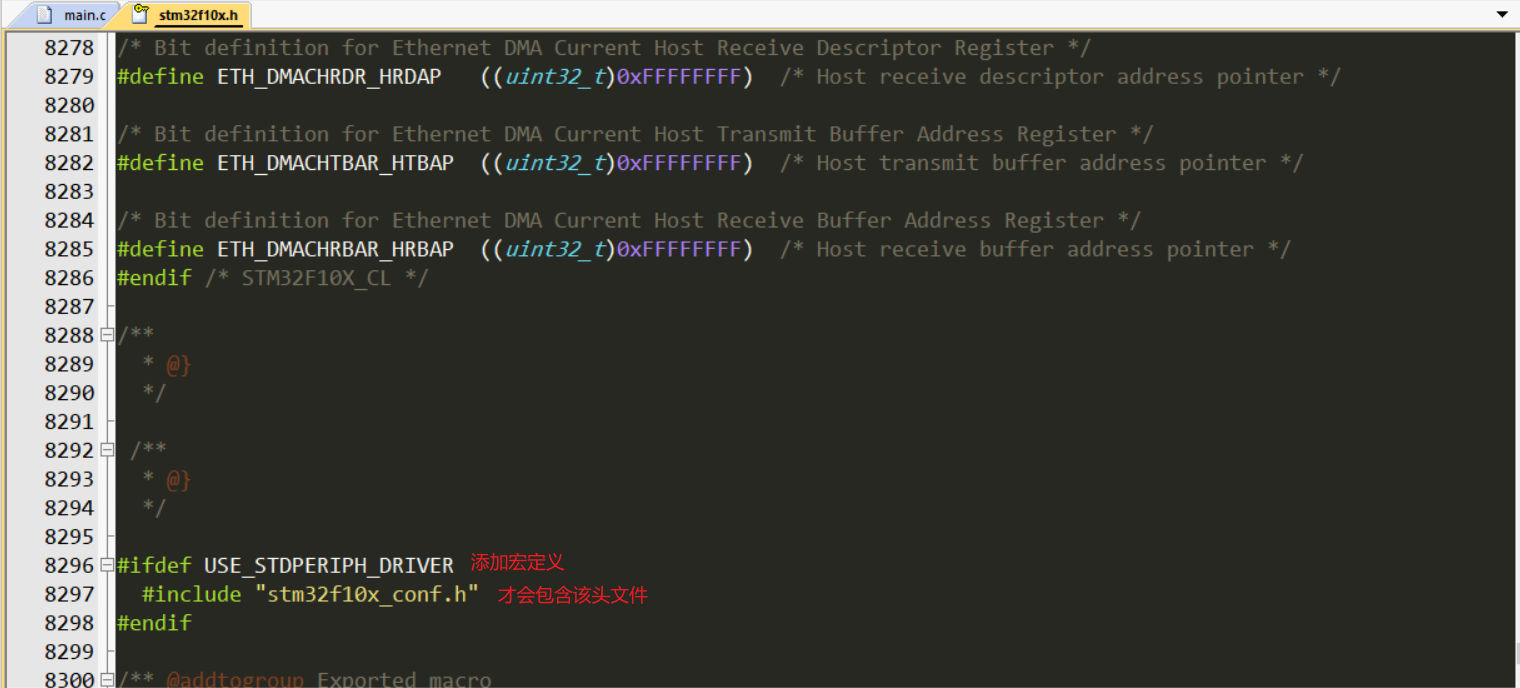 main.c stm32f10x.h
8278 /* Bit definition for Ethernet DMA Current Host Receive Descriptor Register */
8279 #define ETH_DMACHRDR_HRDAP   ((uint32_t)0xFFFFFFFF)  /* Host receive descriptor address pointer */
8280
8281 /* Bit definition for Ethernet DMA Current Host Transmit Buffer Address Register */
8282 #define ETH_DMACHTBAR_HTBAP  ((uint32_t)0xFFFFFFFF)  /* Host transmit buffer address pointer */
8283
8284 /* Bit definition for Ethernet DMA Current Host Receive Buffer Address Register */
8285 #define ETH_DMACHRBAR_HRBAP  ((uint32_t)0xFFFFFFFF)  /* Host receive buffer address pointer */
8286 #endif /* STM32F10X_CL */
8287
8288 /**
8289   * @}
8290   */
8291
8292  /**
8293   * @}
8294   */
8295
8296 #ifdef USE_STDPERIPH_DRIVER 添加宏定义
8297   #include "stm32f10x_conf.h" 才会包含该头文件
8298 #endif
8299
8300 /** @addtogroup Exported_macro